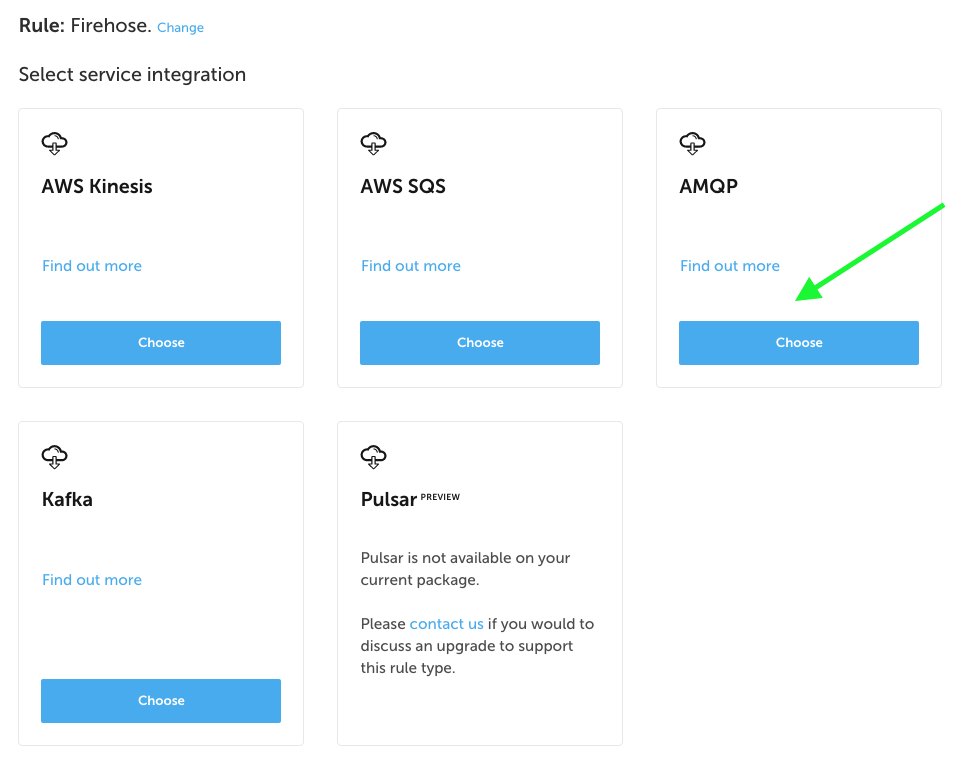 Rule: Firehose. Change
Select service integration
AWS Kinesis
Find out more
Choose
AWS SQS
Find out more
Choose
AMQP
Find out more
Choose
Kafka
Find out more
Choose
Pulsar PREVIEW
Pulsar is not available on your
current package.
Please contact us if you would to
discuss an upgrade to support
this rule type.